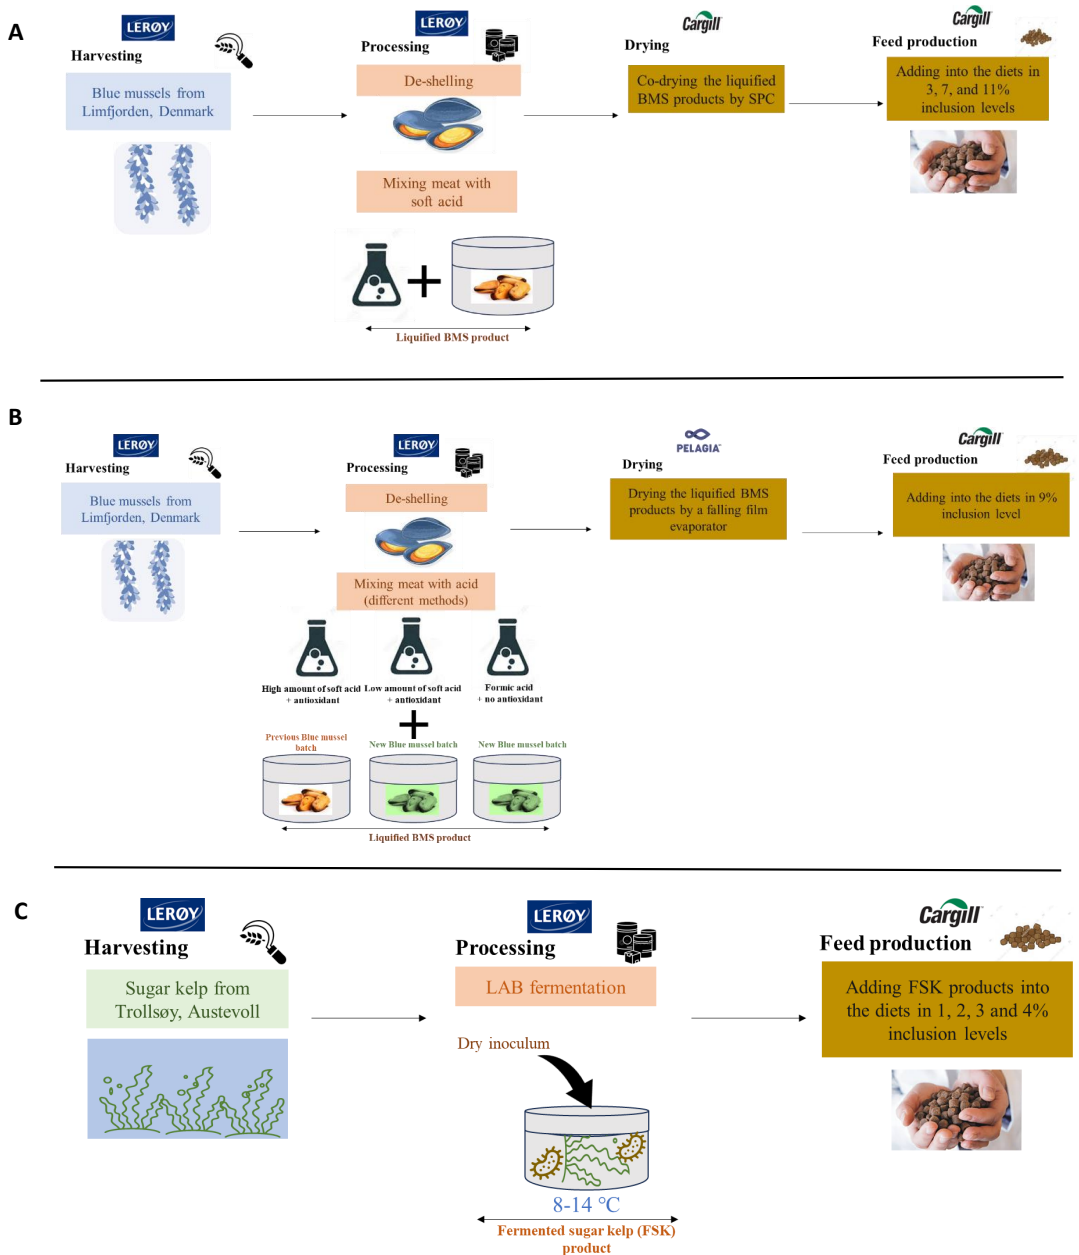 A
LERØY
Harvesting
Blue mussels from
Limfjorden, Denmark
LERØY
Processing
De-shelling
Mixing meat with
soft acid
Liquified BMS product
Cargill
Drying
Co-drying the liquified
BMS products by SPC
Cargill
Feed production
Adding into the diets in
3, 7, and 11%
inclusion levels
B
LERØY
Harvesting
Blue mussels from
Limfjorden, Denmark
LERØY
Processing
De-shelling
Mixing meat with acid
(different methods)
High amount of soft acid
+ antioxidant
Low amount of soft acid
+ antioxidant
Formic acid
+ no antioxidant
Previous Blue mussel
batch
New Blue mussel batch
New Blue mussel batch
Liquified BMS product
PELAGIA
Drying
Drying the liquified BMS
products by a falling film
evaporator
Cargill
Feed production
Adding into the diets in 9%
inclusion level
C
LERØY
Harvesting
Sugar kelp from
Trollsøy, Austevoll
LERØY
Processing
LAB fermentation
Dry inoculum
8-14 °C
Fermented sugar kelp (FSK)
product
Cargill
Feed production
Adding FSK products into
the diets in 1, 2, 3 and 4%
inclusion levels